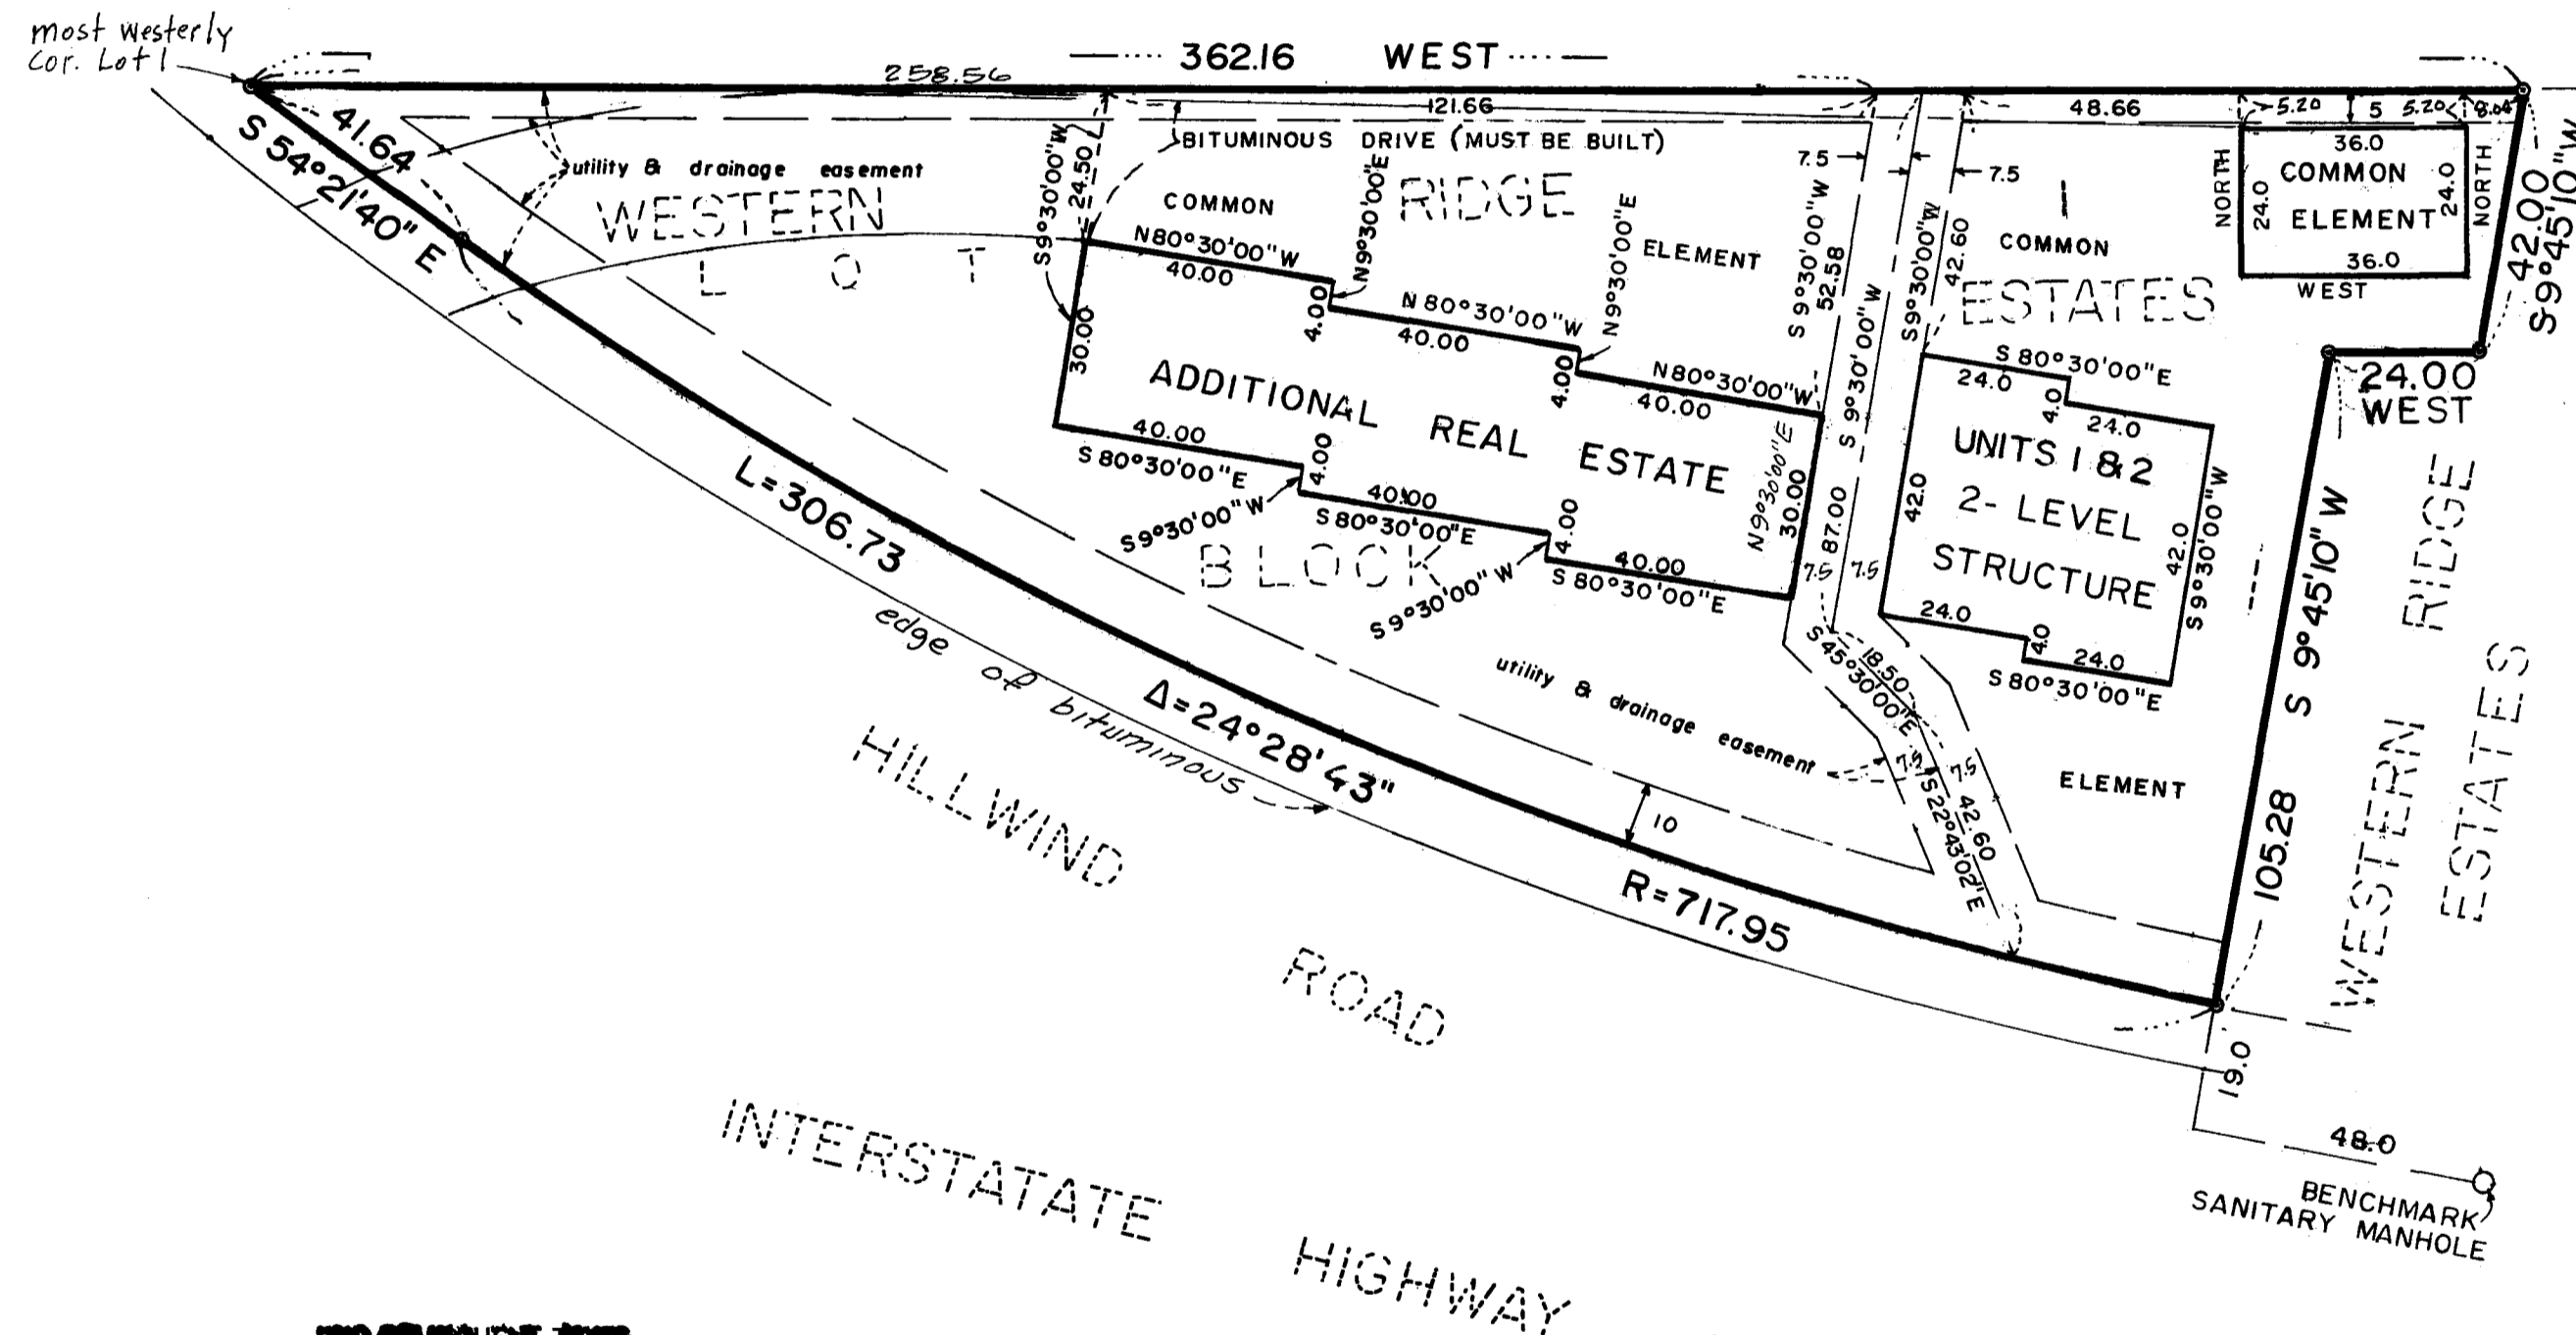 most westerly
cor. Lot 1
362.16 WEST
258.56
121.66
48.66
5.20
5
5.20
41.64
S 54°21'40" E
utility & drainage easement
BITUMINOUS DRIVE (MUST BE BUILT)
WESTERN
RIDGE
ESTATES
LOT
BLOCK
1
S9°30'00"W
24.50
COMMON
ELEMENT
N80°30'00"W
40.00
N9°30'00"E
4.00
N 80°30'00"W
40.00
N9°30'00"E
4.00
N80°30'00"W
40.00
30.00
ADDITIONAL REAL ESTATE
N9°30'00"E
30.00
40.00
S 80°30'00"E
4.00
S9°30'00"W
40.00
S 80°30'00"E
4.00
S9°30'00"W
40.00
S 80°30'00"E
7.5
7.5
S 9°30'00"W
52.58
S 9°30'00"W
87.00
S9°30'00"W
42.60
7.5 7.5
COMMON
ELEMENT
NORTH
24.0
36.0
COMMON
ELEMENT
24.0
NORTH
36.0
WEST
42.00
S9°45'10"W
24.00
WEST
S 80°30'00"E
24.0
4.0
24.0
42.0
UNITS 1 & 2
2- LEVEL
STRUCTURE
42.0
S 9°30'00"W
24.0
4.0
24.0
S 80°30'00"E
18.50
S 45°30'00"E
7.5
7.5
42.60
S22°43'02"E
utility & drainage easement
10
105.28 S 9°45'10" W
WESTERN RIDGE
ESTATES
L=306.73
Δ=24°28'43"
R=717.95
edge of bituminous
HILLWIND
ROAD
INTERSTATATE
HIGHWAY
19.0
48.0
BENCHMARK
SANITARY MANHOLE